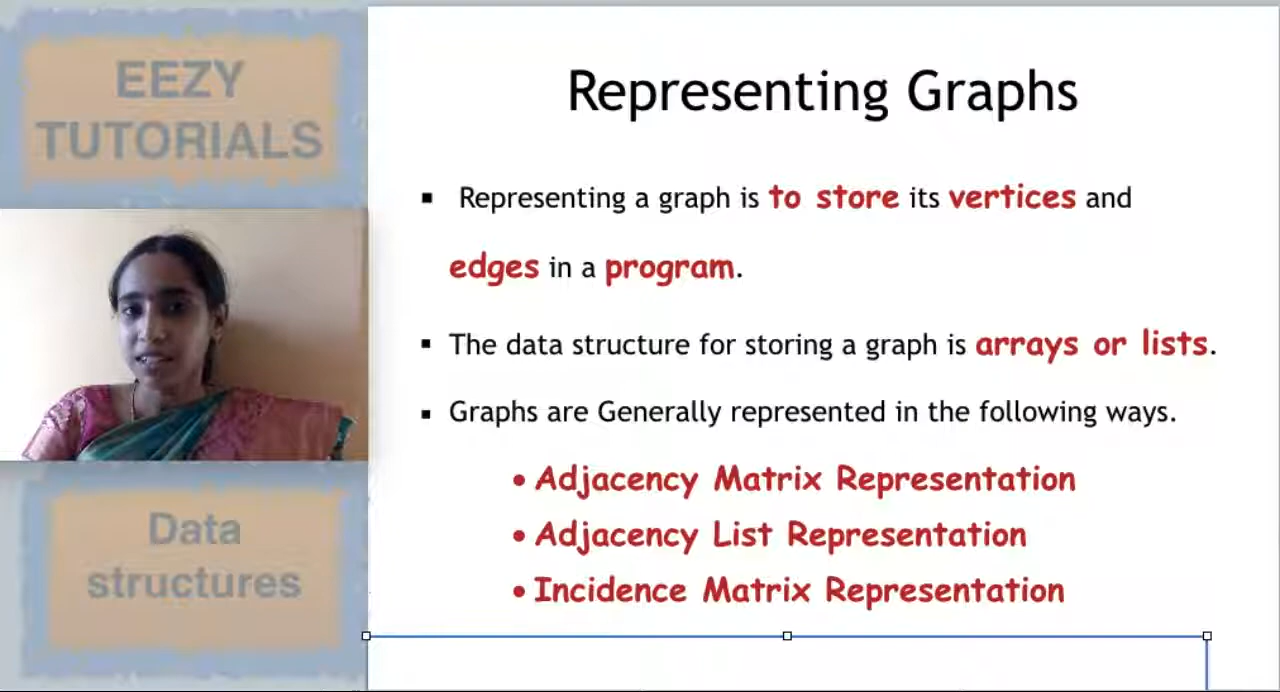 EEZY
TUTORIALS
Data
structures
Representing Graphs
▪ Representing a graph is to store its vertices and
edges in a program.
▪ The data structure for storing a graph is arrays or lists.
▪ Graphs are Generally represented in the following ways.
• Adjacency Matrix Representation
• Adjacency List Representation
• Incidence Matrix Representation